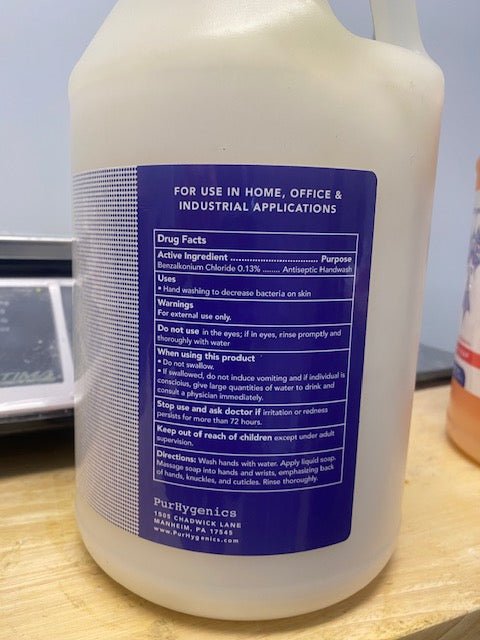 FOR USE IN HOME, OFFICE &
INDUSTRIAL APPLICATIONS
Drug Facts
Active Ingredient ................................. Purpose
Benzalkonium Chloride 0.13% ........ Antiseptic Handwash
Uses
• Hand washing to decrease bacteria on skin
Warnings
For external use only.
Do not use in the eyes; if in eyes, rinse promptly and
thoroughly with water
When using this product
• Do not swallow.
• If swallowed, do not induce vomiting and if individual is
conscioius, give large quantities of water to drink and
consult a physician immediately.
Stop use and ask doctor if irritation or redness
persists for more than 72 hours.
Keep out of reach of children except under adult
supervision.
Directions: Wash hands with water. Apply liquid soap.
Massage soap into hands and wrists, emphasizing back
of hands, knuckles, and cuticles. Rinse thoroughly.
PurHygenics
1505 CHADWICK LANE
MANHEIM, PA 17545
www.PurHygenics.com